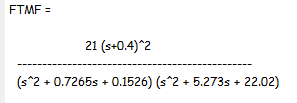 FTMF =
21 (s+0.4)^2
-----------------------------------------------
(s^2 + 0.7265s + 0.1526) (s^2 + 5.273s + 22.02)